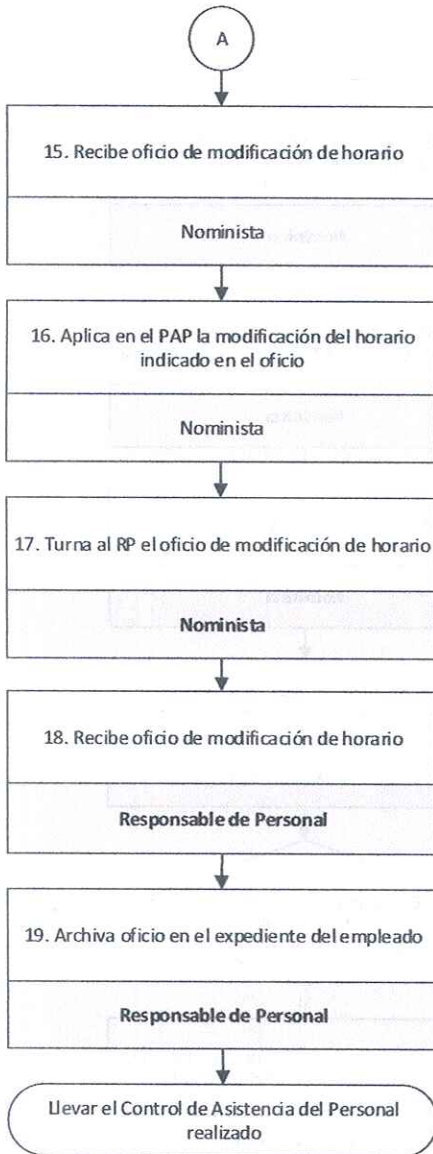 A
15. Recibe oficio de modificación de horario
Nominista
16. Aplica en el PAP la modificación del horario
indicado en el oficio
Nominista
17. Turna al RP el oficio de modificación de horario
Nominista
18. Recibe oficio de modificación de horario
Responsable de Personal
19. Archiva oficio en el expediente del empleado
Responsable de Personal
Llevar el Control de Asistencia del Personal
realizado